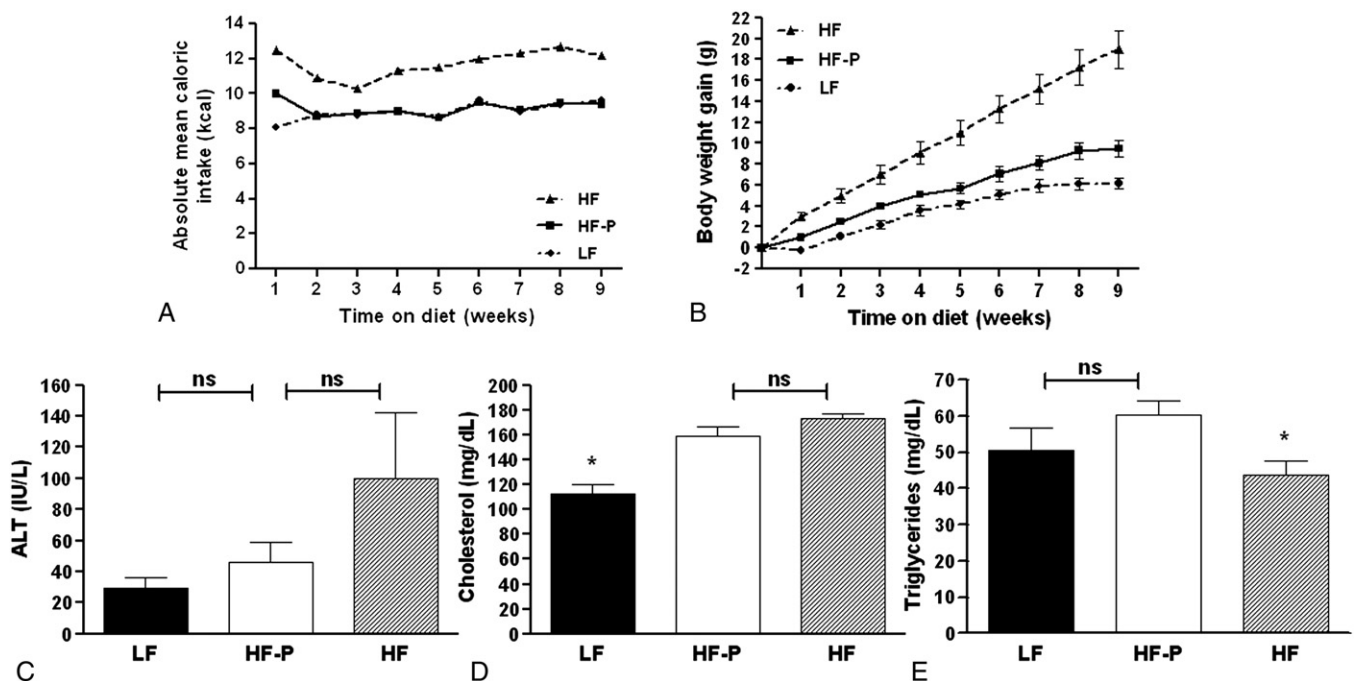 14
12
10
8
6
4
2
0
Absolute mean caloric
intake (kcal)
HF
HF-P
LF
1 2 3 4 5 6 7 8 9
Time on diet (weeks)
A
22
20
18
16
14
12
10
8
6
4
2
0
-2
Body weight gain (g)
HF
HF-P
LF
1 2 3 4 5 6 7 8 9
Time on diet (weeks)
B
160
140
120
100
80
60
40
20
0
ALT (IU/L)
ns
ns
LF HF-P HF
C
200
180
160
140
120
100
80
60
40
20
0
Cholesterol (mg/dL)
*
ns
LF HF-P HF
D
70
60
50
40
30
20
10
0
Triglycerides (mg/dL)
ns
*
LF HF-P HF
E